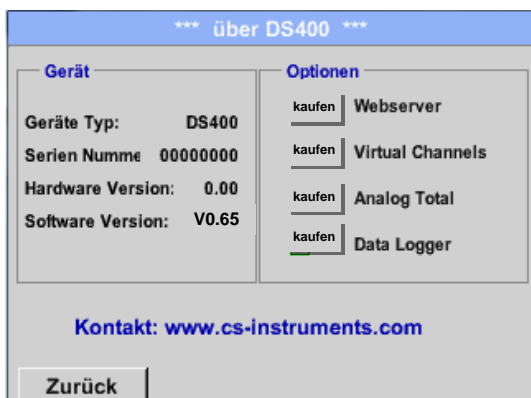 *** über DS400 ***
Gerät
Geräte Typ: DS400
Serien Numme 00000000
Hardware Version: 0.00
Software Version: V0.65
Optionen
kaufen Webserver
kaufen Virtual Channels
kaufen Analog Total
kaufen Data Logger
Kontakt: www.cs-instruments.com
Zurück